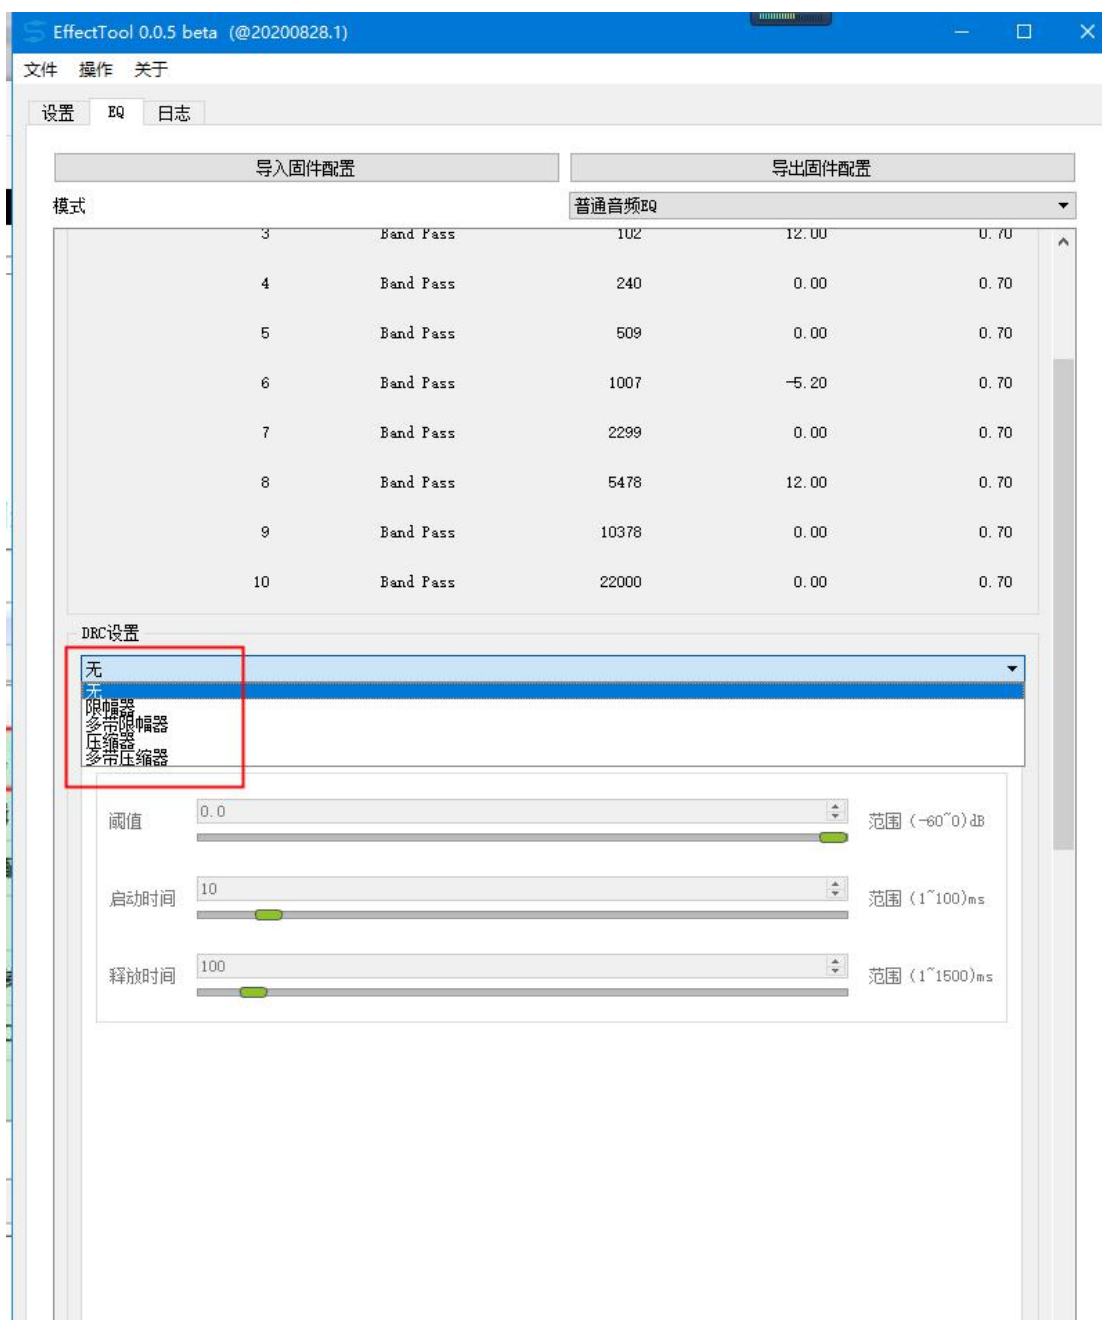 EffectTool 0.0.5 beta (@20200828.1)
文件 操作 关于
设置 EQ 日志
导入固件配置 导出固件配置
模式 普通音频EQ
3 Band Pass 102 12.00 0.70
4 Band Pass 240 0.00 0.70
5 Band Pass 509 0.00 0.70
6 Band Pass 1007 -5.20 0.70
7 Band Pass 2299 0.00 0.70
8 Band Pass 5478 12.00 0.70
9 Band Pass 10378 0.00 0.70
10 Band Pass 22000 0.00 0.70
DRC设置
无
无
限幅器
多带限幅器
压缩器
多带压缩器
阈值 0.0 范围 (-60~0)dB
启动时间 10 范围 (1~100)ms
释放时间 100 范围 (1~1500)ms